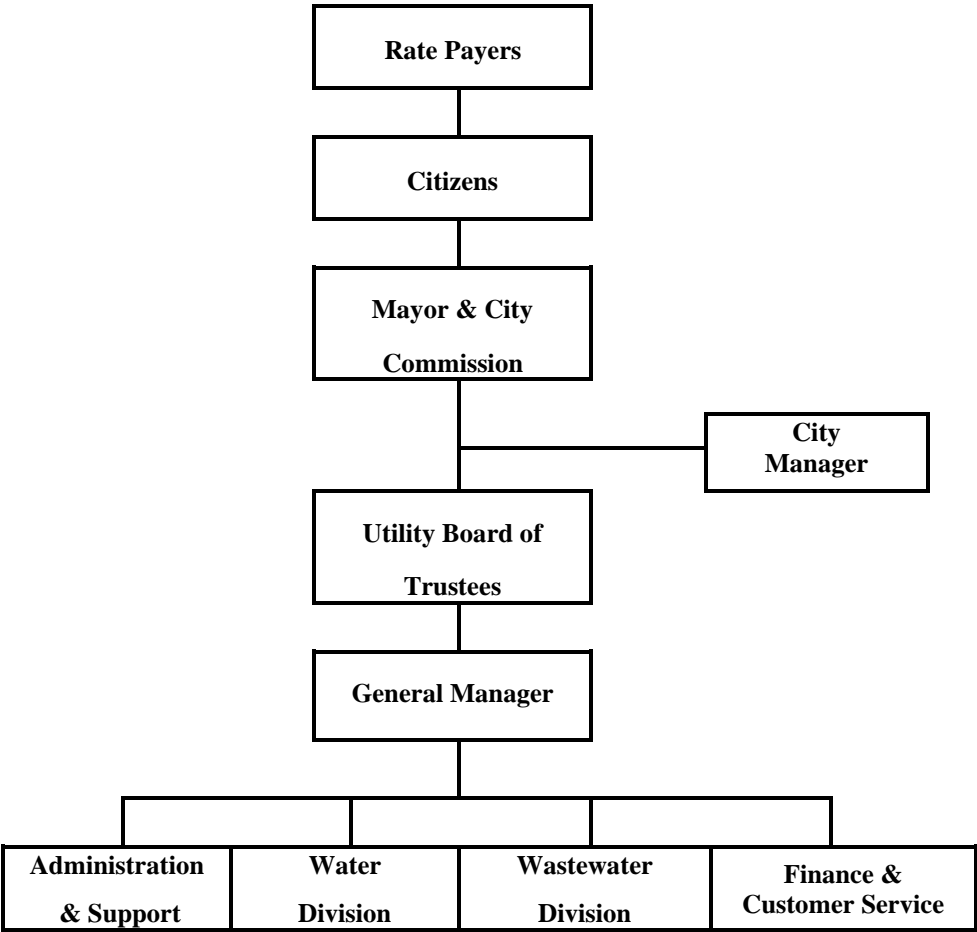 Rate Payers
Citizens
Mayor & City
Commission
City
Manager
Utility Board of
Trustees
General Manager
Administration
& Support
Water
Division
Wastewater
Division
Finance &
Customer Service